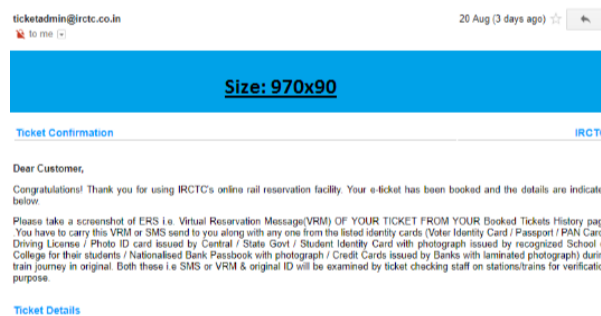 ticketadmin@irctc.co.in 20 Aug (3 days ago)
to me
Size: 970x90
Ticket Confirmation IRCT
Dear Customer,
Congratulations! Thank you for using IRCTC's online rail reservation facility. Your e-ticket has been booked and the details are indicate
below.
Please take a screenshot of ERS i.e. Virtual Reservation Message(VRM) OF YOUR TICKET FROM YOUR Booked Tickets History pag
.You have to carry this VRM or SMS send to you along with any one from the listed identity cards (Voter Identity Card / Passport / PAN Card
Driving License / Photo ID card issued by Central / State Govt / Student Identity Card with photograph issued by recognized School
College for their students / Nationalised Bank Passbook with photograph / Credit Cards issued by Banks with laminated photograph) durin
train journey in original. Both these i.e SMS or VRM & original ID will be examined by ticket checking staff on stations/trains for verificatio
purpose.
Ticket Details